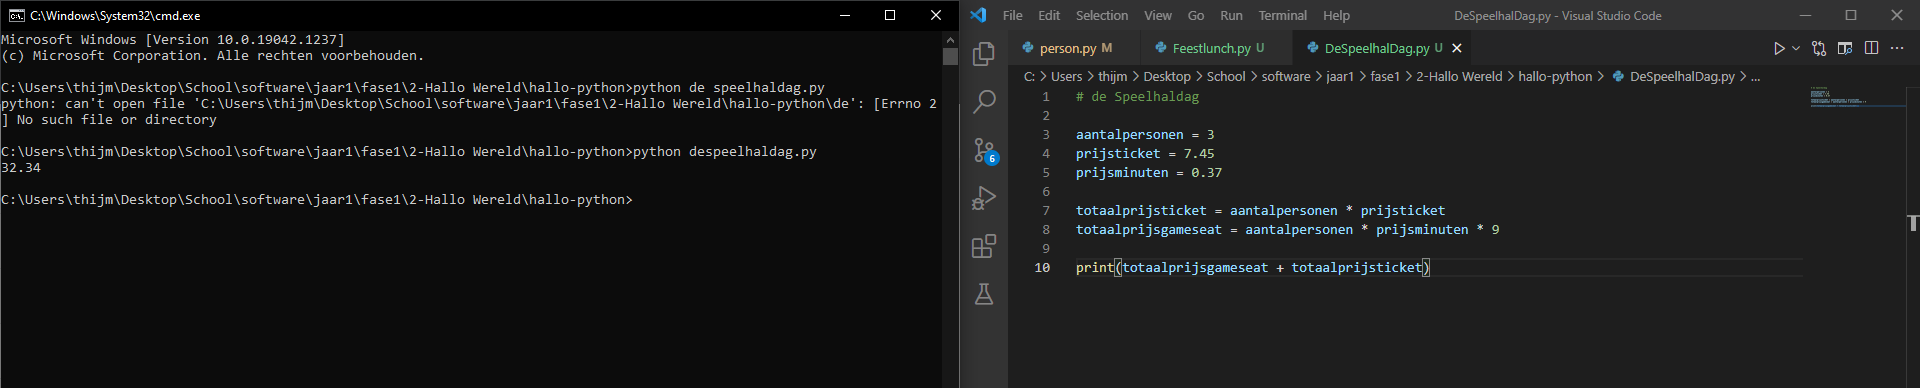 C:\Windows\System32\cmd.exe
Microsoft Windows [Version 10.0.19042.1237]
(c) Microsoft Corporation. Alle rechten voorbehouden.
C:\Users\thijm\Desktop\School\software\jaar1\fase1\2-Hallo Wereld\hallo-python>python de speelhaldag.py
python: can't open file 'C:\Users\thijm\Desktop\School\software\jaar1\fase1\2-Hallo Wereld\hallo-python\de': [Errno 2
] No such file or directory
C:\Users\thijm\Desktop\School\software\jaar1\fase1\2-Hallo Wereld\hallo-python>python despeelhaldag.py
32.34
C:\Users\thijm\Desktop\School\software\jaar1\fase1\2-Hallo Wereld\hallo-python>
File Edit Selection View Go Run Terminal Help DeSpeelhalDag.py - Visual Studio Code
person.py M Feestlunch.py U DeSpeelhalDag.py U
C: > Users > thijm > Desktop > School > software > jaar1 > fase1 > 2-Hallo Wereld > hallo-python > DeSpeelhalDag.py > ...
6
1 # de Speelhaldag
2
3 aantalpersonen = 3
4 prijsticket = 7.45
5 prijsminuten = 0.37
6
7 totaalprijsticket = aantalpersonen * prijsticket
8 totaalprijsgameseat = aantalpersonen * prijsminuten * 9
9
10 print(totaalprijsgameseat + totaalprijsticket)